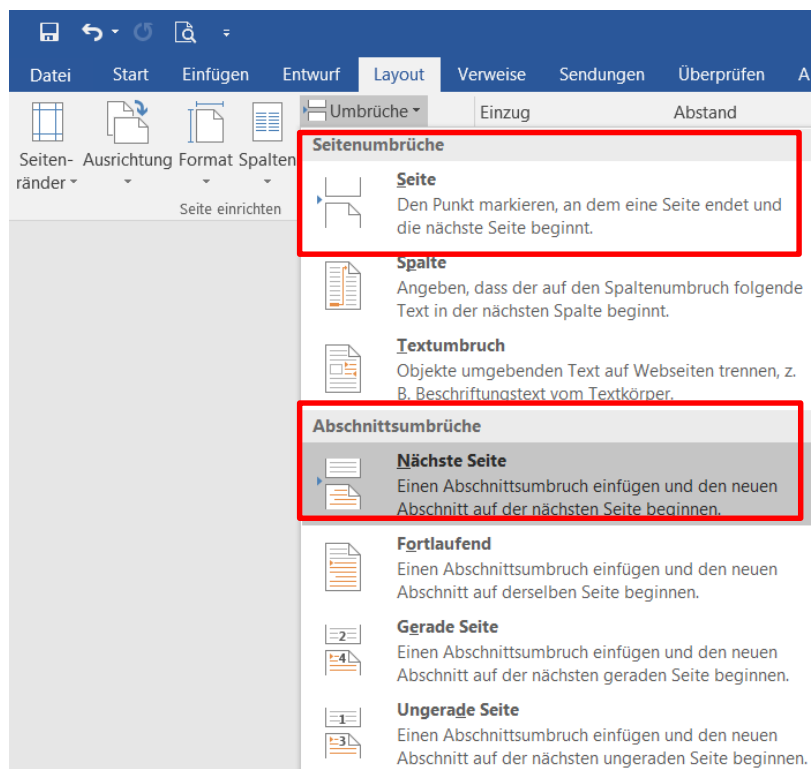 Datei Start Einfügen Entwurf Layout Verweise Sendungen Überprüfen A
Umbrüche Einzug Abstand
Seiten- Ausrichtung Format Spalten
ränder
Seite einrichten
Seitenumbrüche
Seite
Den Punkt markieren, an dem eine Seite endet und
die nächste Seite beginnt.
Spalte
Angeben, dass der auf den Spaltenumbruch folgende
Text in der nächsten Spalte beginnt.
Textumbruch
Objekte umgebenden Text auf Webseiten trennen, z.
B. Beschriftungstext vom Textkörper.
Abschnittsumbrüche
Nächste Seite
Einen Abschnittsumbruch einfügen und den neuen
Abschnitt auf der nächsten Seite beginnen.
Fortlaufend
Einen Abschnittsumbruch einfügen und den neuen
Abschnitt auf derselben Seite beginnen.
Gerade Seite
2
4
Einen Abschnittsumbruch einfügen und den neuen
Abschnitt auf der nächsten geraden Seite beginnen.
Ungerade Seite
1
3
Einen Abschnittsumbruch einfügen und den neuen
Abschnitt auf der nächsten ungeraden Seite beginnen.